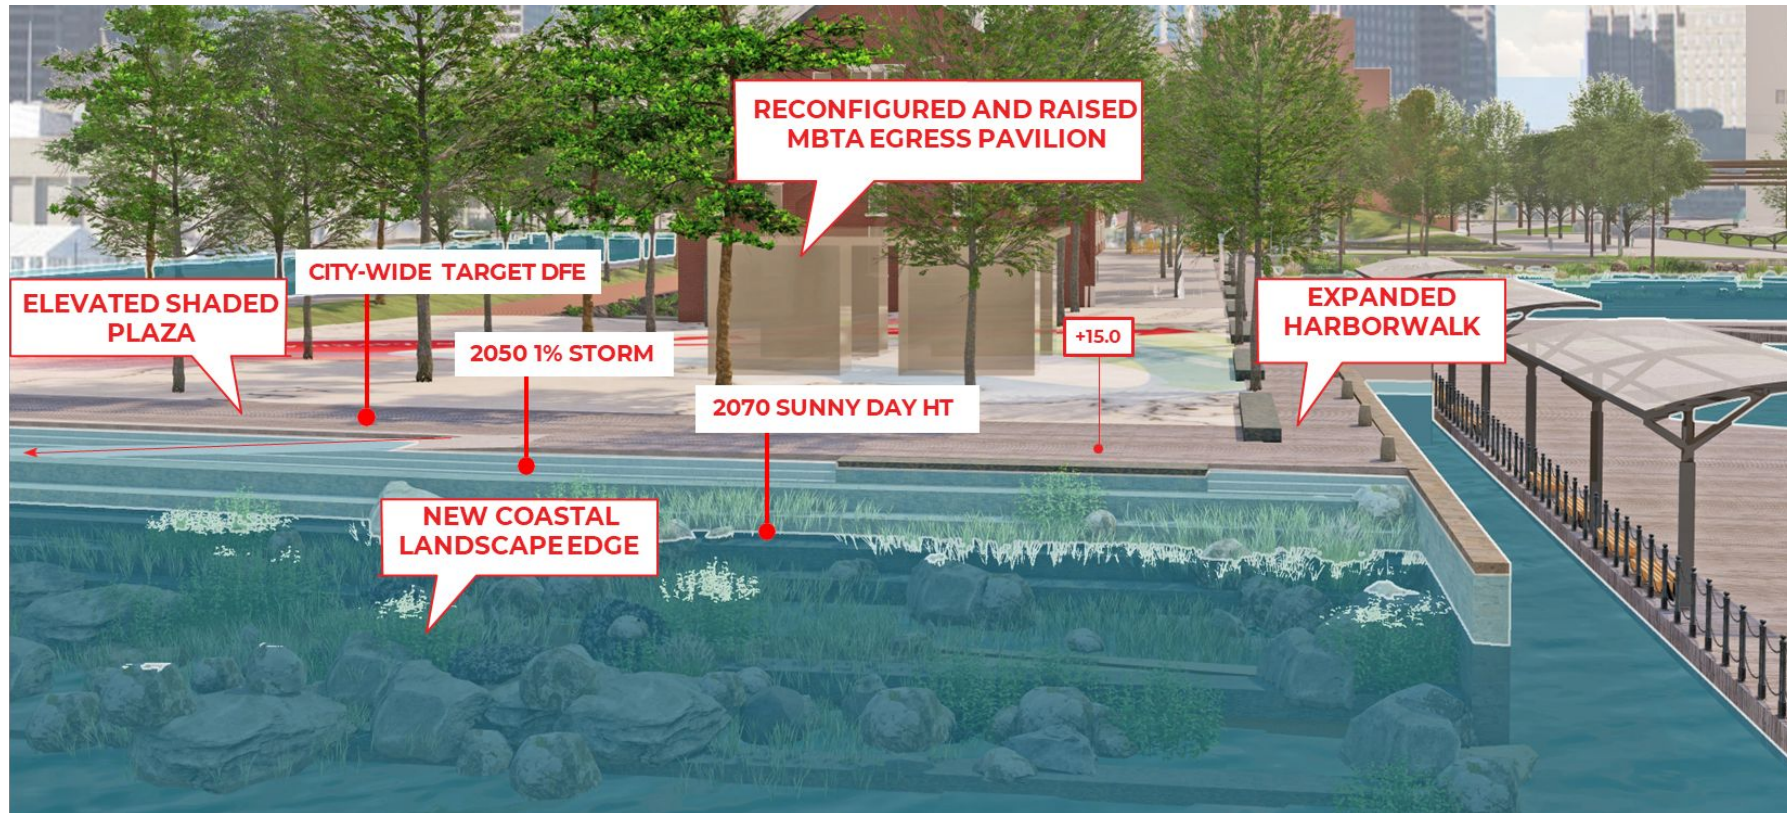 RECONFIGURED AND RAISED
MBTA EGRESS PAVILION
CITY-WIDE TARGET DFE
ELEVATED SHADED
PLAZA
EXPANDED
HARBORWALK
+15.0
2050 1% STORM
2070 SUNNY DAY HT
NEW COASTAL
LANDSCAPE EDGE